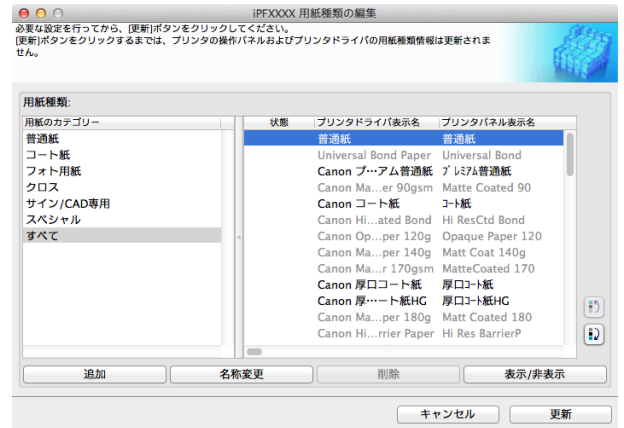 iPFXXXX 用紙種類の編集
必要な設定を行ってから、[更新]ボタンをクリックしてください。
[更新]ボタンをクリックするまでは、プリンタの操作パネルおよびプリンタドライバの用紙種類情報は更新されま
せん。
用紙種類:
用紙のカテゴリー 状態 プリンタドライバ表示名 プリンタパネル表示名
普通紙 普通紙 普通紙
コート紙 Universal Bond Paper Universal Bond
フォト用紙 Canon プ…アム普通紙 プレミアム普通紙
クロス Canon Ma…er 90gsm Matte Coated 90
サイン/CAD専用 Canon コート紙 コート紙
スペシャル Canon Hi…ated Bond Hi ResCtd Bond
すべて Canon Op…per 120g Opaque Paper 120
Canon Ma…per 140g Matt Coat 140g
Canon Ma…r 170gsm MatteCoated 170
Canon 厚口コート紙 厚口コート紙
Canon 厚…ート紙HG 厚口コート紙HG
Canon Ma…per 180g Matt Coated 180
Canon Hi…rrier Paper Hi Res BarrierP
追加 名称変更 削除 表示/非表示
キャンセル 更新